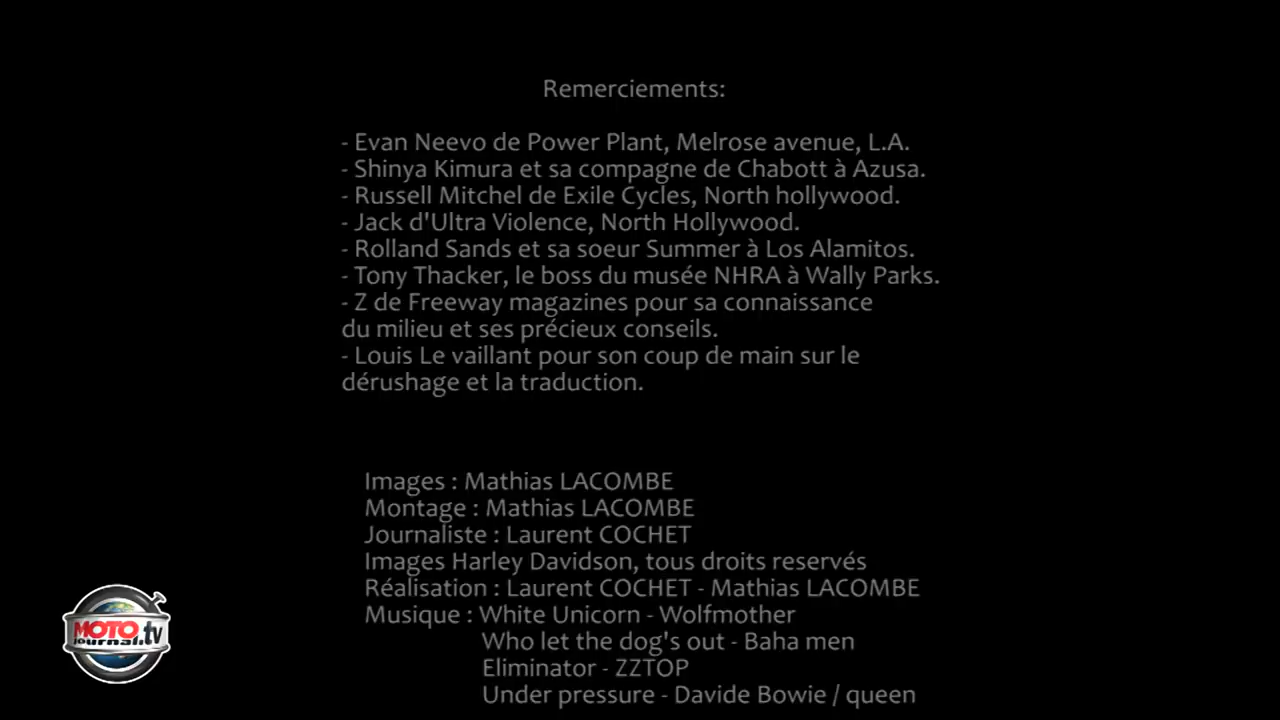 Remerciements:
- Evan Neevo de Power Plant, Melrose avenue, L.A.
- Shinya Kimura et sa compagne de Chabott à Azusa.
- Russell Mitchel de Exile Cycles, North hollywood.
- Jack d'Ultra Violence, North Hollywood.
- Rolland Sands et sa soeur Summer à Los Alamitos.
- Tony Thacker, le boss du musée NHRA à Wally Parks.
- Z de Freeway magazines pour sa connaissance
du milieu et ses précieux conseils.
- Louis Le vaillant pour son coup de main sur le
dérushage et la traduction.
Images : Mathias LACOMBE
Montage : Mathias LACOMBE
Journaliste : Laurent COCHET
Images Harley Davidson, tous droits reservés
Réalisation : Laurent COCHET - Mathias LACOMBE
Musique : White Unicorn - Wolfmother
Who let the dog's out - Baha men
Eliminator - ZZTOP
Under pressure - Davide Bowie / queen
MOTO
JOURNAL.tv